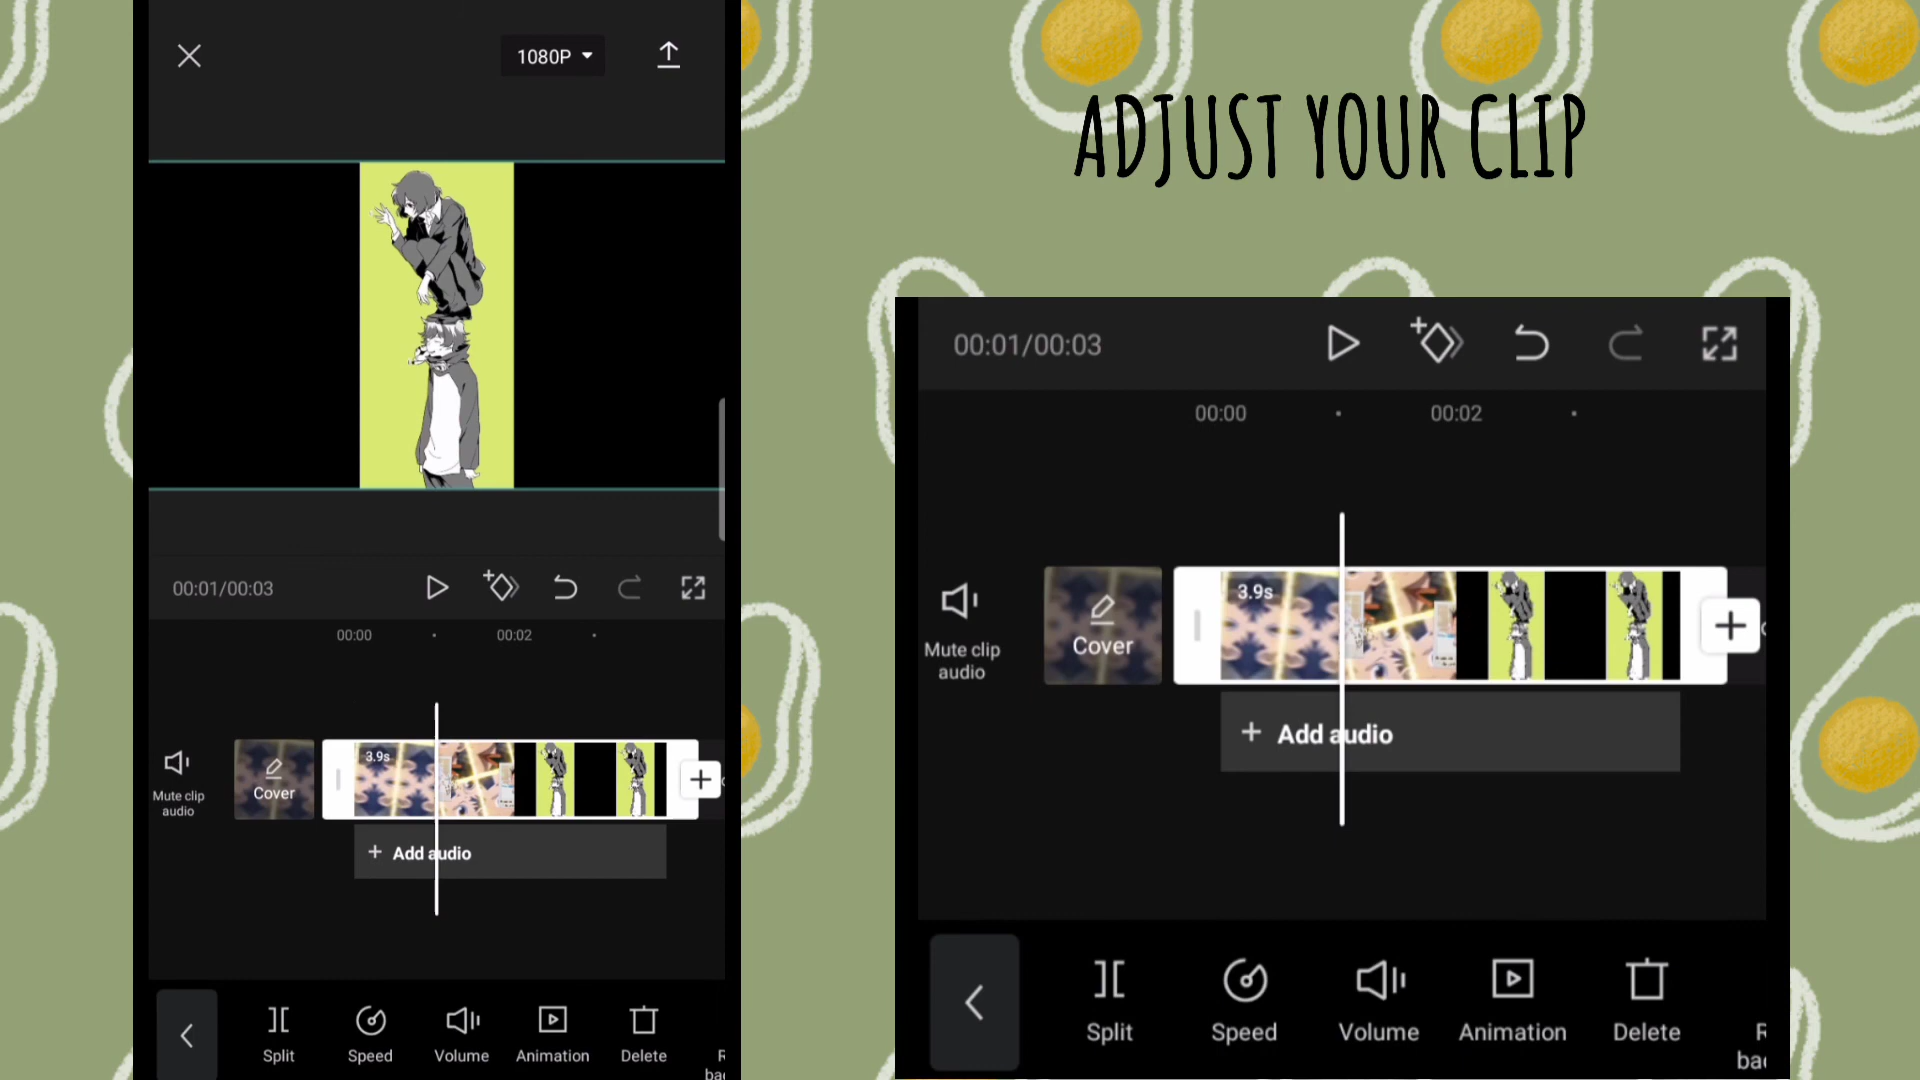 1080P
00:01/00:03
00:00
00:02
Mute clip
audio
Cover
3.9s
+ Add audio
Split
Speed
Volume
Animation
Delete
R
bac
ADJUST YOUR CLIP
00:01/00:03
00:00
00:02
Mute clip
audio
Cover
3.9s
+ Add audio
Split
Speed
Volume
Animation
Delete
R
bac